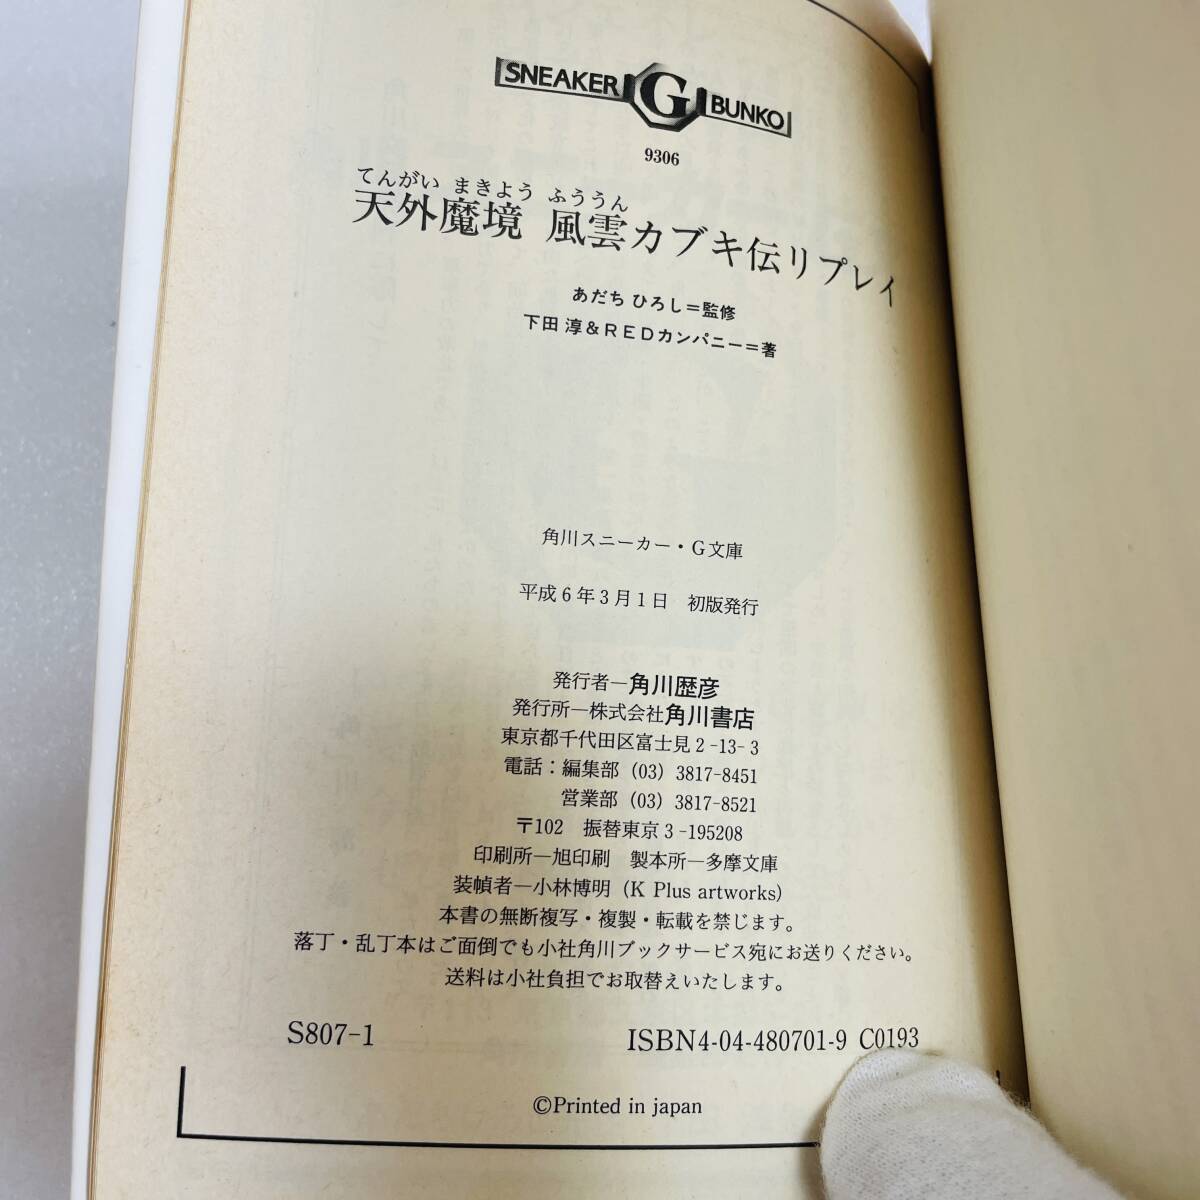 SNEAKER G BUNKO
9306
てんがい まきよう ふううん
天外魔境 風雲カブキ伝リプレイ
あだち ひろし＝監修
下田 淳＆REDカンパニー＝著
角川スニーカー・G文庫
平成6年3月1日 初版発行
発行者―角川歴彦
発行所―株式会社角川書店
東京都千代田区富士見2-13-3
電話：編集部 (03) 3817-8451
営業部 (03) 3817-8521
〒102 振替東京3-195208
印刷所―旭印刷 製本所―多摩文庫
装幀者―小林博明 (K Plus artworks)
本書の無断複写・複製・転載を禁じます。
落丁・乱丁本はご面倒でも小社角川ブックサービス宛にお送りください。
送料は小社負担でお取替えいたします。
S807-1
ISBN4-04-480701-9 C0193
©Printed in japan